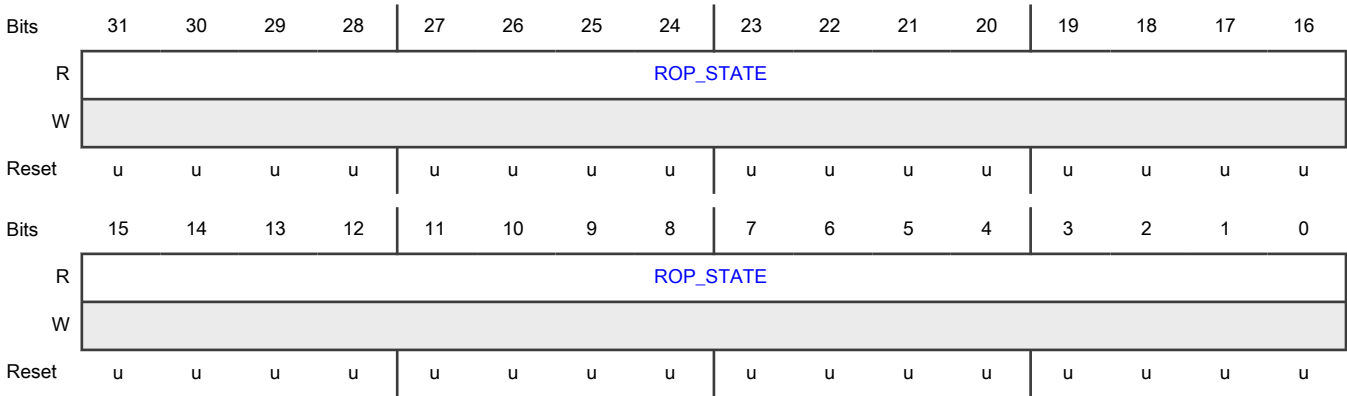 Bits 31 30 29 28 27 26 25 24 23 22 21 20 19 18 17 16
R ROP_STATE
W
Reset u u u u u u u u u u u u u u u u
Bits 15 14 13 12 11 10 9 8 7 6 5 4 3 2 1 0
R ROP_STATE
W
Reset u u u u u u u u u u u u u u u u